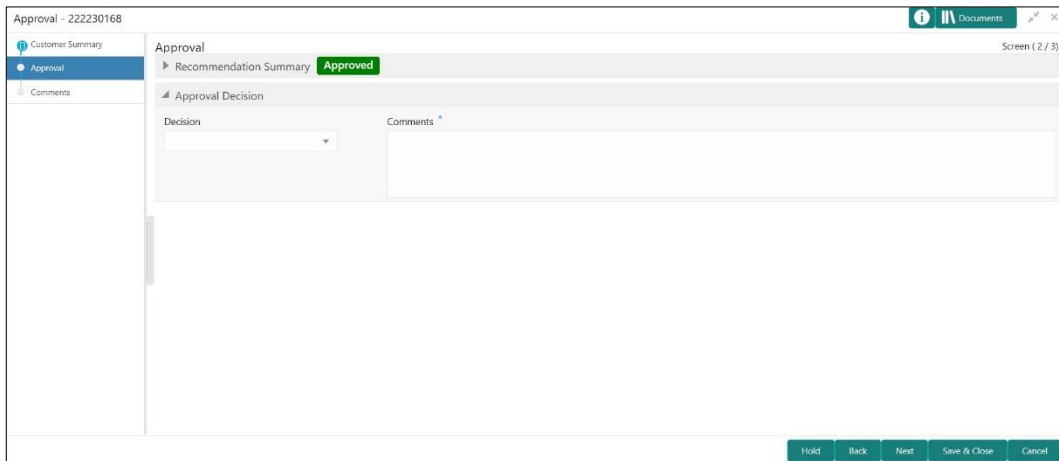 Approval - 222230168
Documents
Customer Summary
Approval
Comments
Approval
Screen ( 2 / 3)
Recommendation Summary Approved
Approval Decision
Decision
Comments *
Hold Back Next Save & Close Cancel